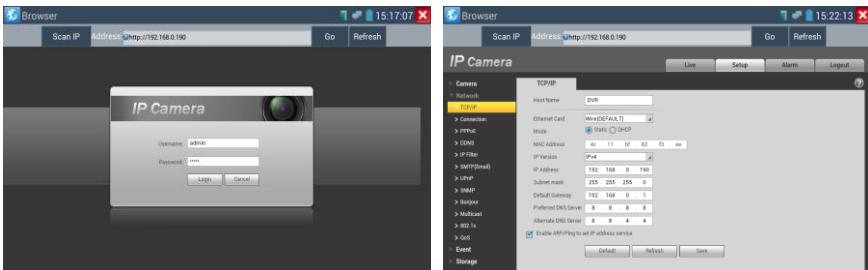 Browser
15:17:07
Scan IP
Address:
http://192.168.0.190
Go
Refresh
IP Camera
Username: admin
Password: •••••
Login
Cancel
Browser
15:22:13
Scan IP
Address:
http://192.168.0.190
Go
Refresh
IP Camera
Live
Setup
Alarm
Logout
Camera
Network
> TCP/IP
> Connection
> PPPoE
> DDNS
> IP Filter
> SMTP(Email)
> UPnP
> SNMP
> Bonjour
> Multicast
> 802.1x
> QoS
Event
Storage
TCP/IP
Host Name DVR
Ethernet Card Wire(DEFAULT)
Mode Static DHCP
MAC Address 4c . 11 . bf . 02 . f3 . ee
IP Version IPv4
IP Address 192 . 168 . 0 . 190
Subnet mask 255 . 255 . 255 . 0
Default Gateway 192 . 168 . 0 . 1
Preferred DNS Server 8 . 8 . 8 . 8
Alternate DNS Server 8 . 8 . 4 . 4
Enable ARP/Ping to set IP address service
Default
Refresh
Save